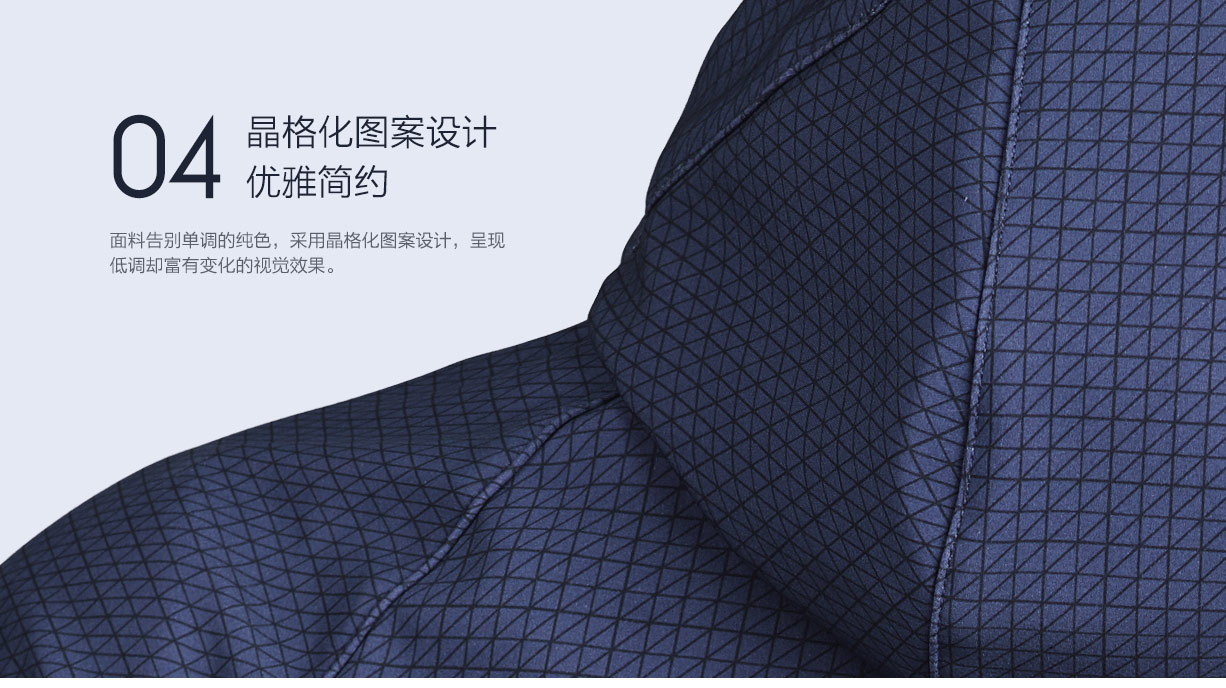 04
晶格化图案设计
优雅简约
面料告别单调的纯色，采用晶格化图案设计，呈现
低调却富有变化的视觉效果。